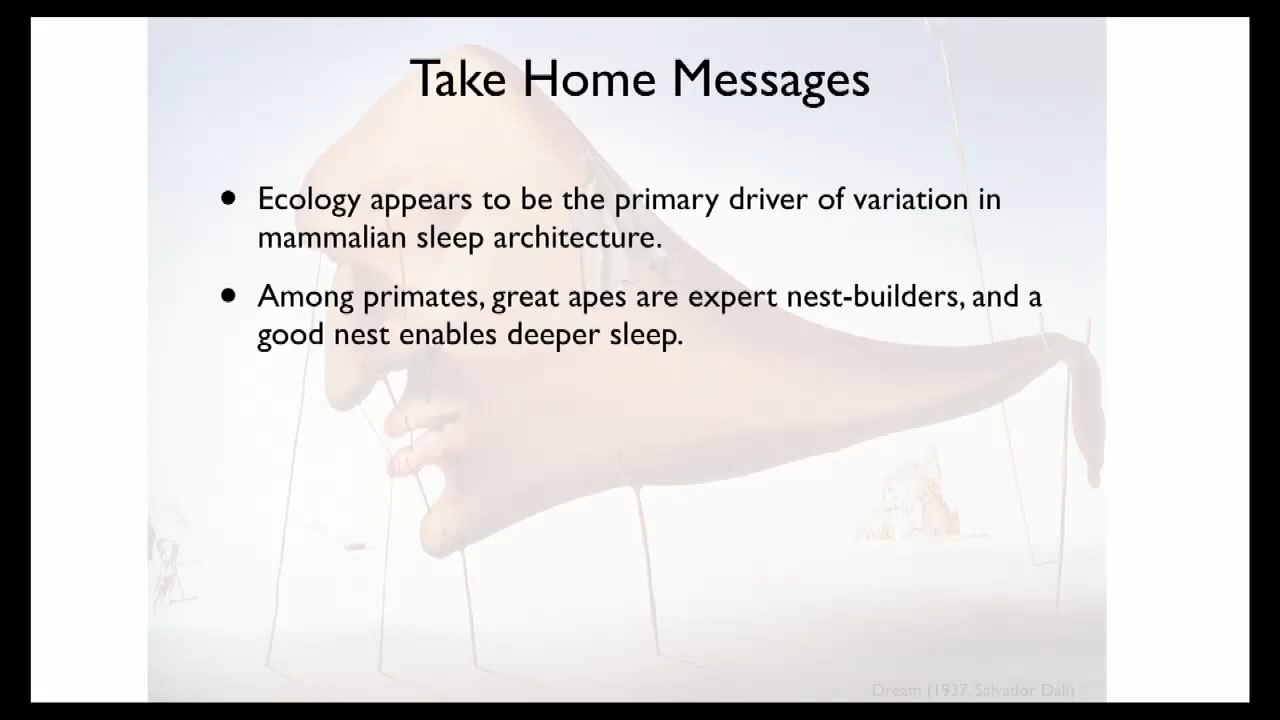 Take Home Messages
• Ecology appears to be the primary driver of variation in
mammalian sleep architecture.
• Among primates, great apes are expert nest-builders, and a
good nest enables deeper sleep.
Dream (1937. Salvador Dali)